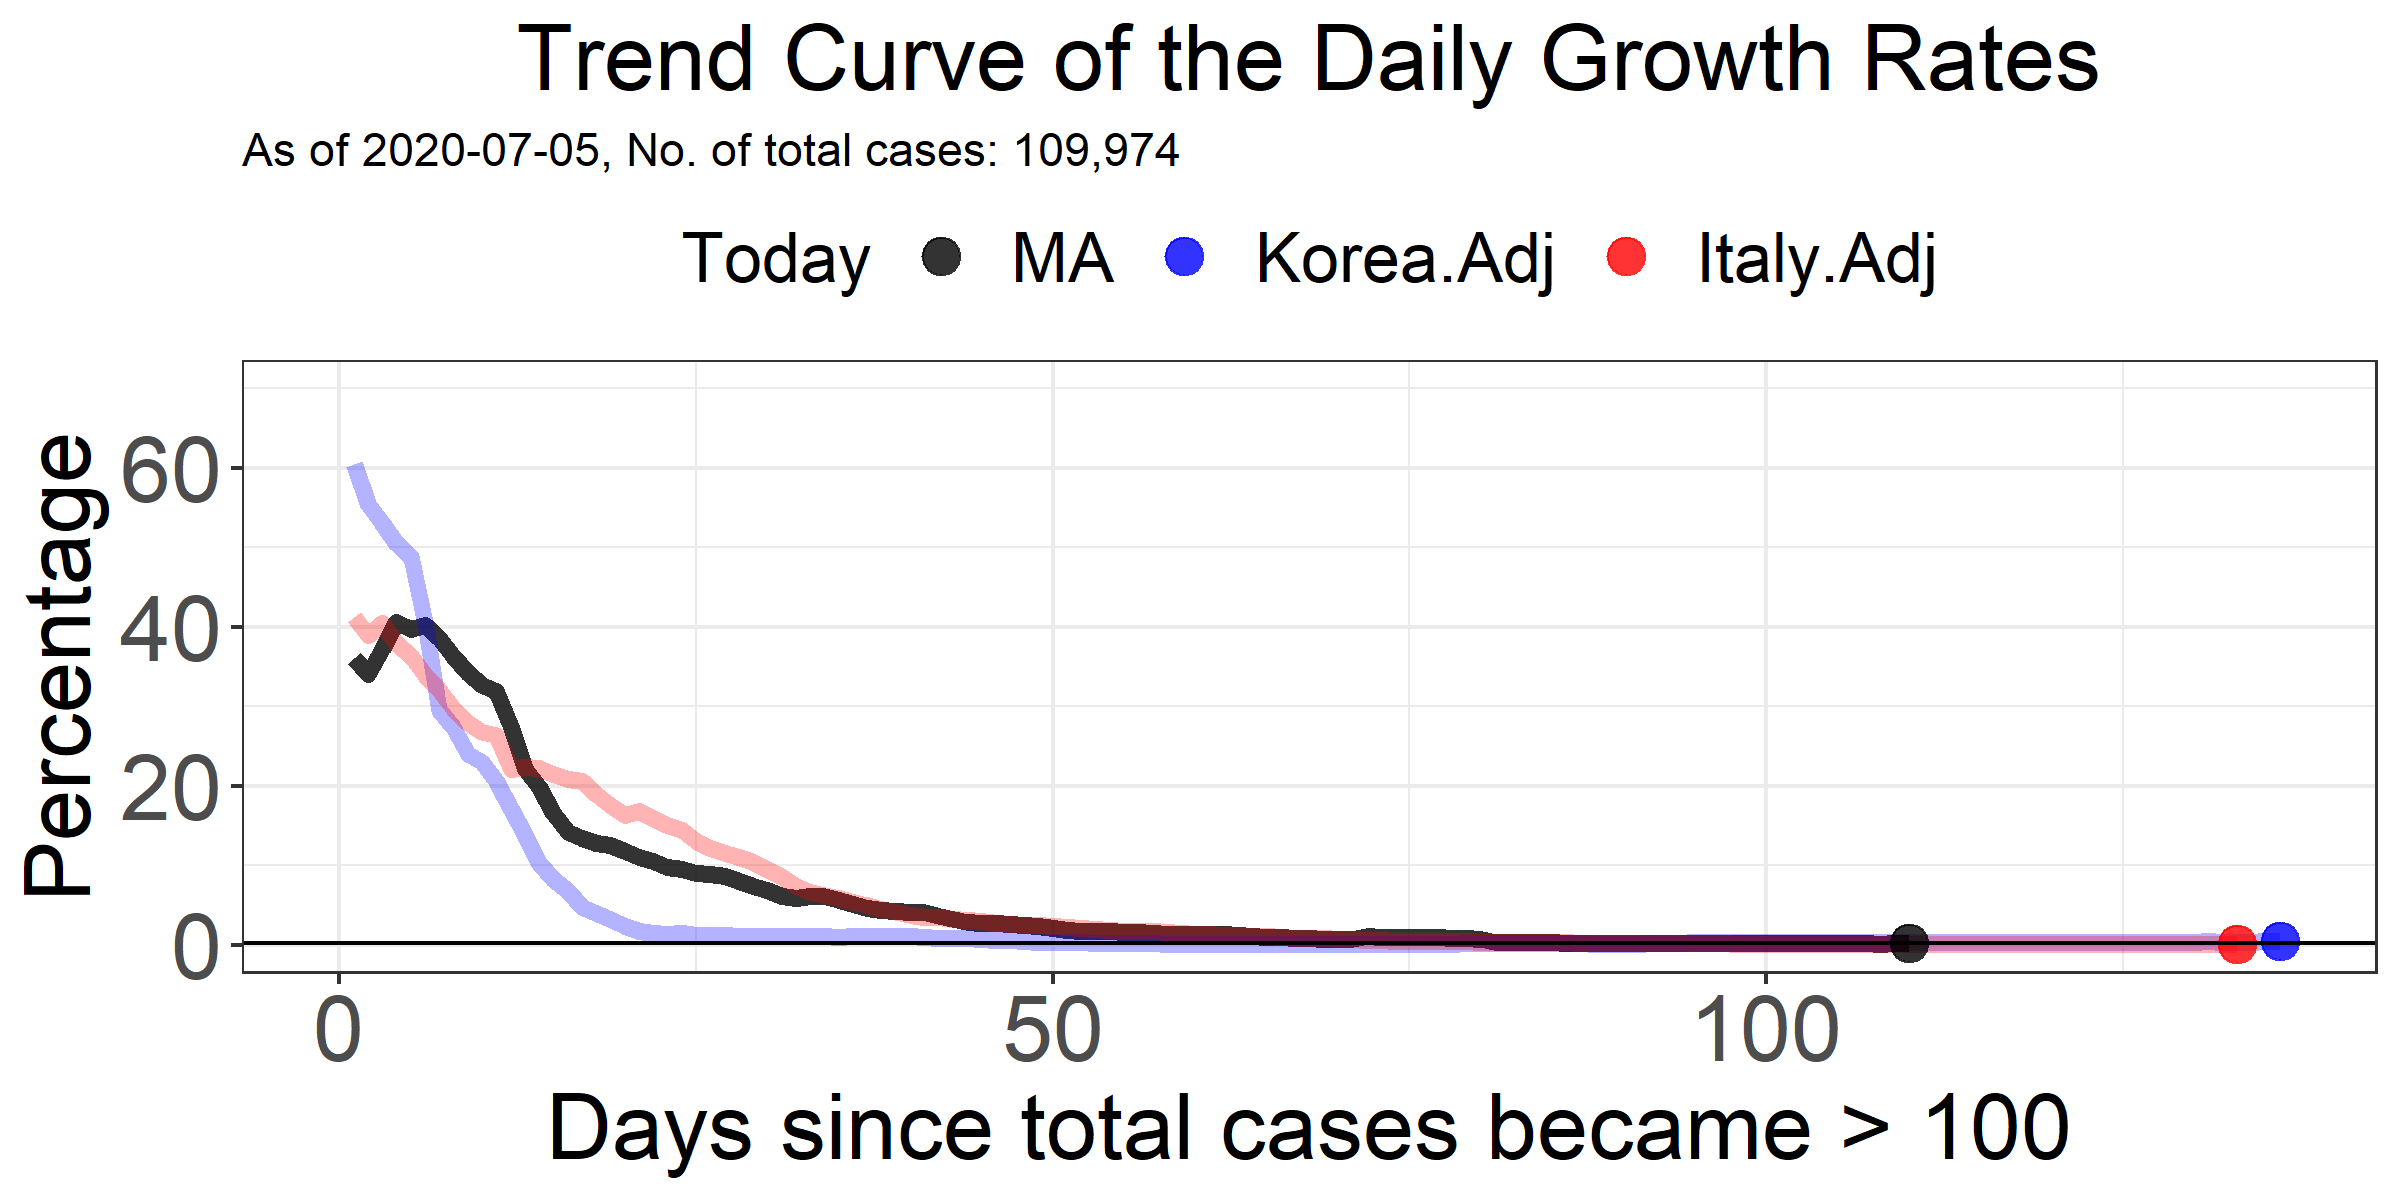 Trend Curve of the Daily Growth Rates
As of 2020-07-05, No. of total cases: 109,974
Today MA Korea.Adj Italy.Adj
Percentage
60
40
20
0
0 50 100
Days since total cases became > 100